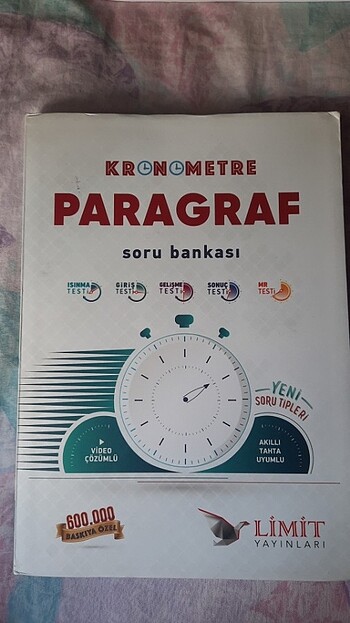 KRONOMETRE
PARAGRAF
soru bankası
ISINMA TESTİ
GİRİŞ TESTİ
GELİŞME TESTİ
SONUÇ TESTİ
MR TESTİ
YENİ
SORU TİPLERİ
VİDEO
ÇÖZÜMLÜ
AKILLI
TAHTA
UYUMLU
600.000
BASKIYA ÖZEL
LİMİT
YAYINLARI